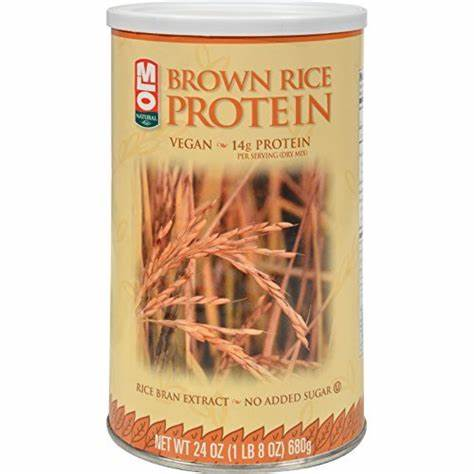 MLO
NATURAL
BROWN RICE
PROTEIN
VEGAN ~ 14g PROTEIN
PER SERVING (DRY MIX)
RICE BRAN EXTRACT ~ NO ADDED SUGAR U
NET WT 24 OZ (1 LB 8 OZ) 680g